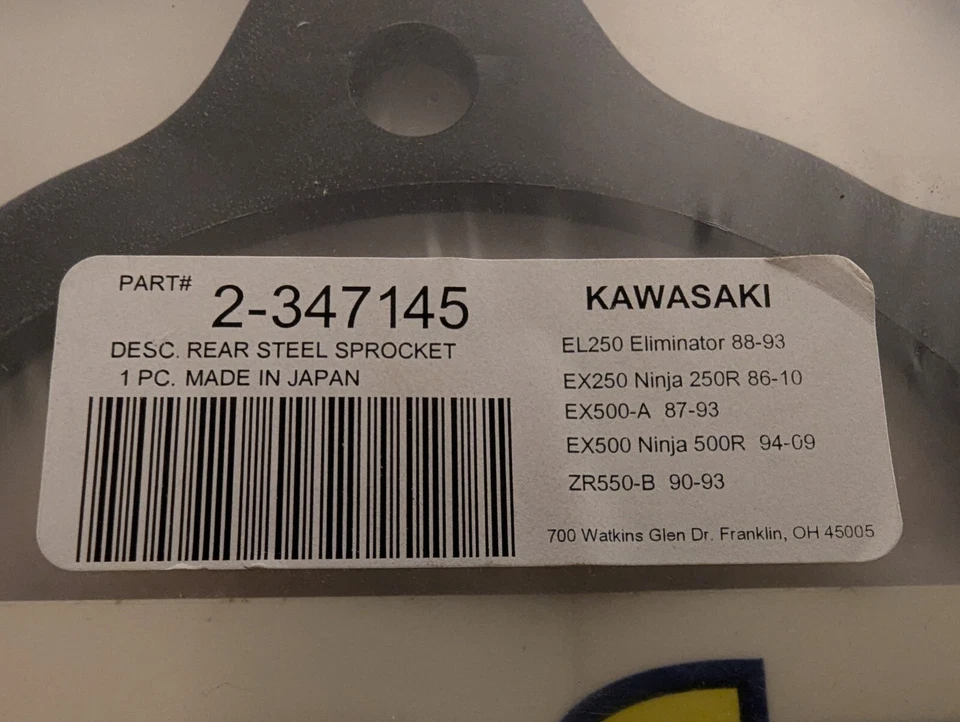 PART# 2-347145
DESC. REAR STEEL SPROCKET
1 PC. MADE IN JAPAN
KAWASAKI
EL250 Eliminator 88-93
EX250 Ninja 250R 86-10
EX500-A 87-93
EX500 Ninja 500R 94-09
ZR550-B 90-93
700 Watkins Glen Dr. Franklin, OH 45005